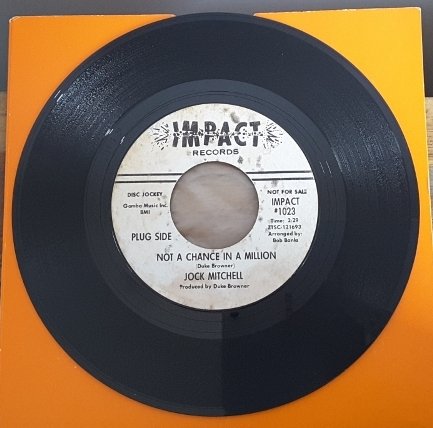 IMPACT
RECORDS
DISC JOCKEY
NOT FOR SALE
Gomba Music Inc.
BMI
IMPACT
#1023
Time: 2:29
ZTSC-121693
Arranged by:
Bob Banks
PLUG SIDE
NOT A CHANCE IN A MILLION
(Duke Browner)
JOCK MITCHELL
Produced by Duke Browner